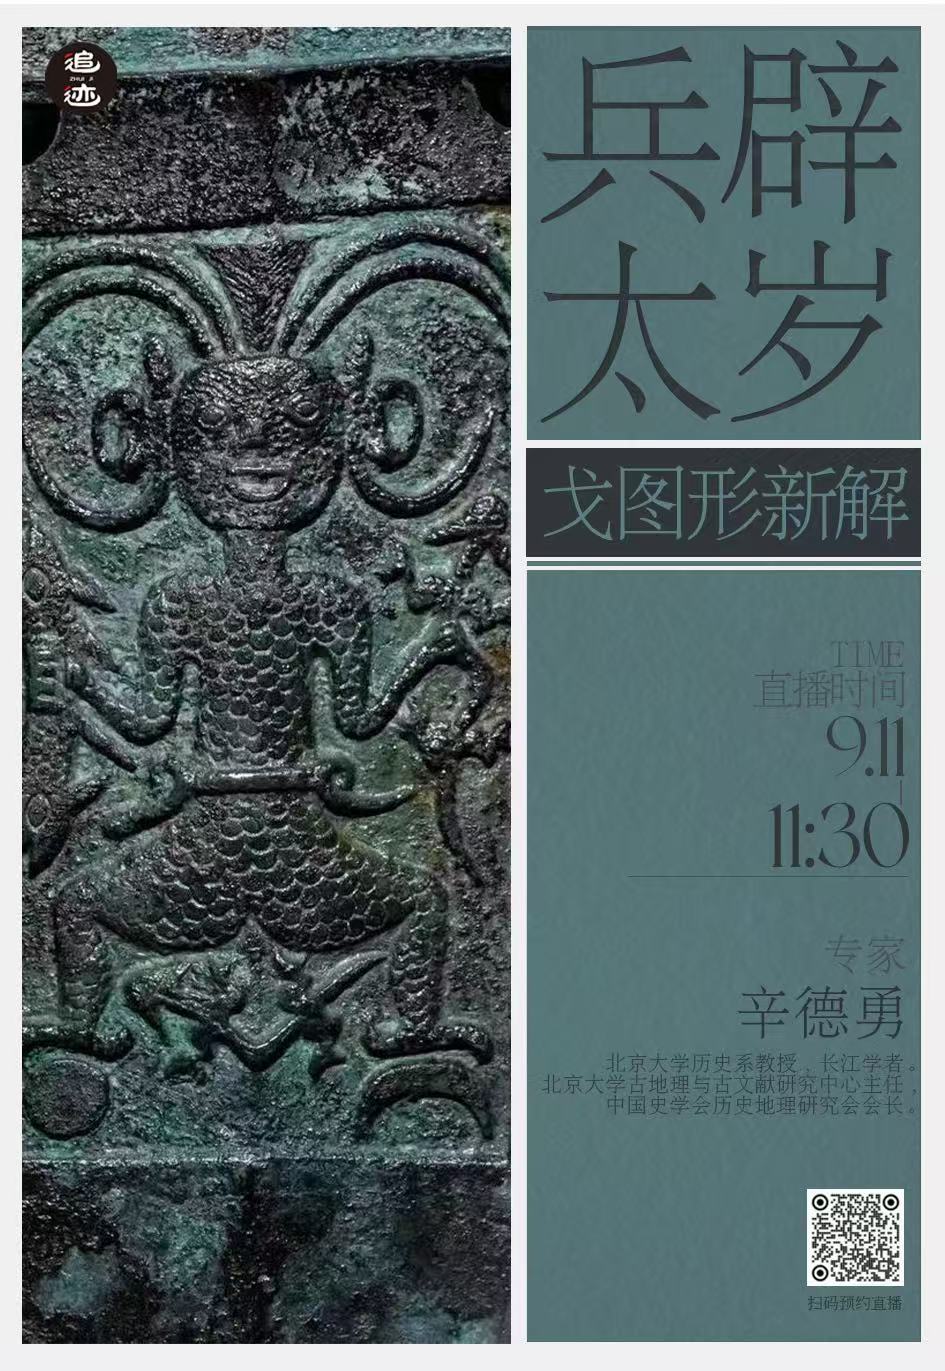 追
ZHUI JI
迹
兵辟
太岁
戈图形新解
TIME
直播时间
9.11
11:30
专家
辛德勇
北京大学历史系教授，长江学者。
北京大学古地理与古文献研究中心主任，
中国史学会历史地理研究会会长。
扫码预约直播